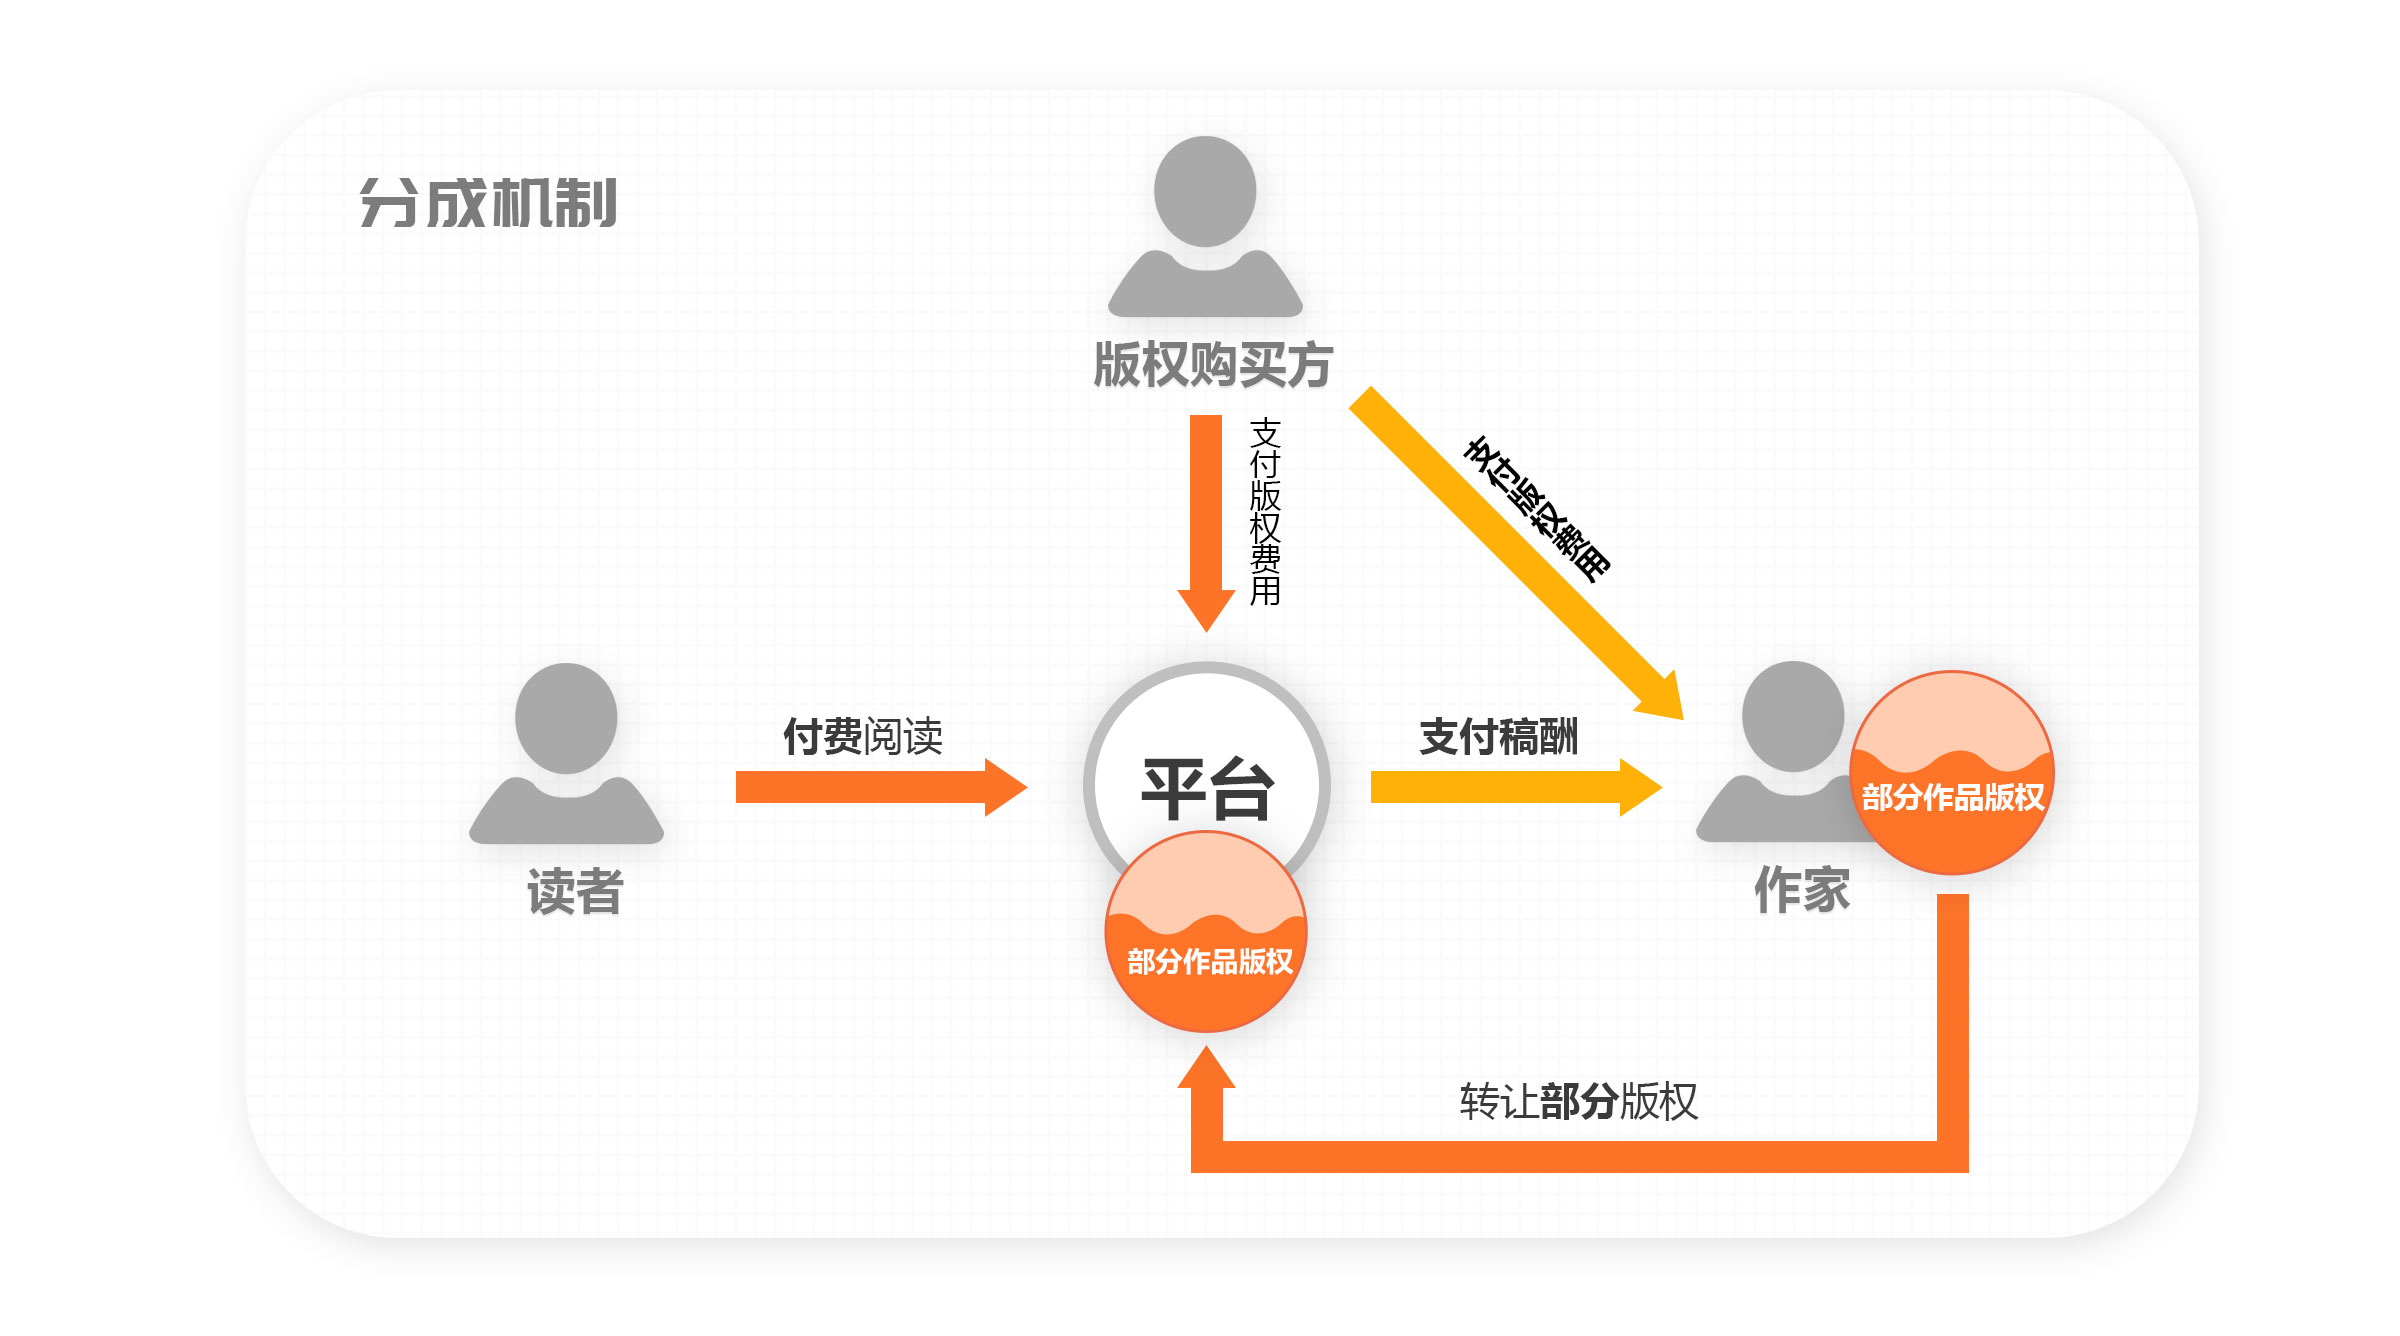 分成机制
版权购买方
支付版权费用
支付版权费用
付费阅读
平台
支付稿酬
部分作品版权
读者
作家
部分作品版权
转让部分版权